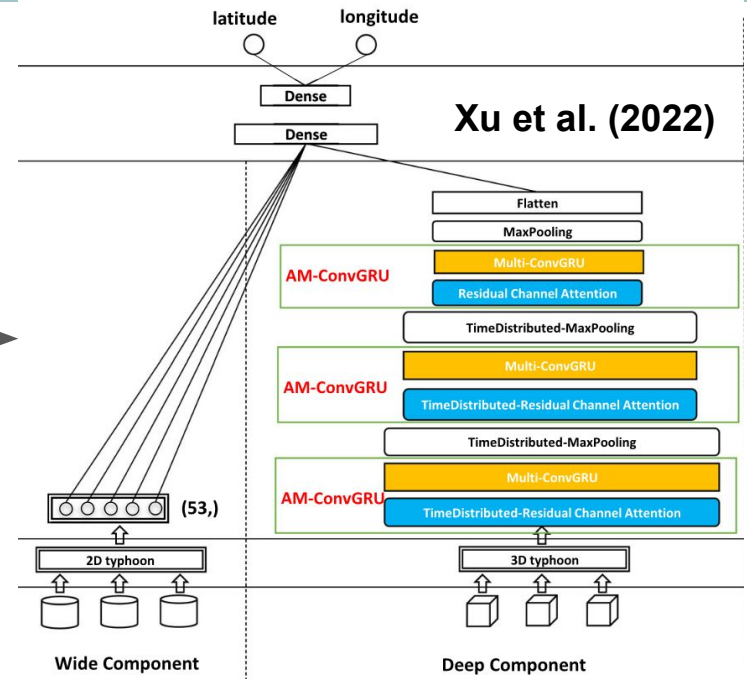 latitude longitude
Dense
Xu et al. (2022)
Dense
Flatten
MaxPooling
AM-ConvGRU
Multi-ConvGRU
Residual Channel Attention
TimeDistributed-MaxPooling
AM-ConvGRU
Multi-ConvGRU
TimeDistributed-Residual Channel Attention
TimeDistributed-MaxPooling
AM-ConvGRU
Multi-ConvGRU
TimeDistributed-Residual Channel Attention
(53,)
2D typhoon
3D typhoon
Wide Component
Deep Component